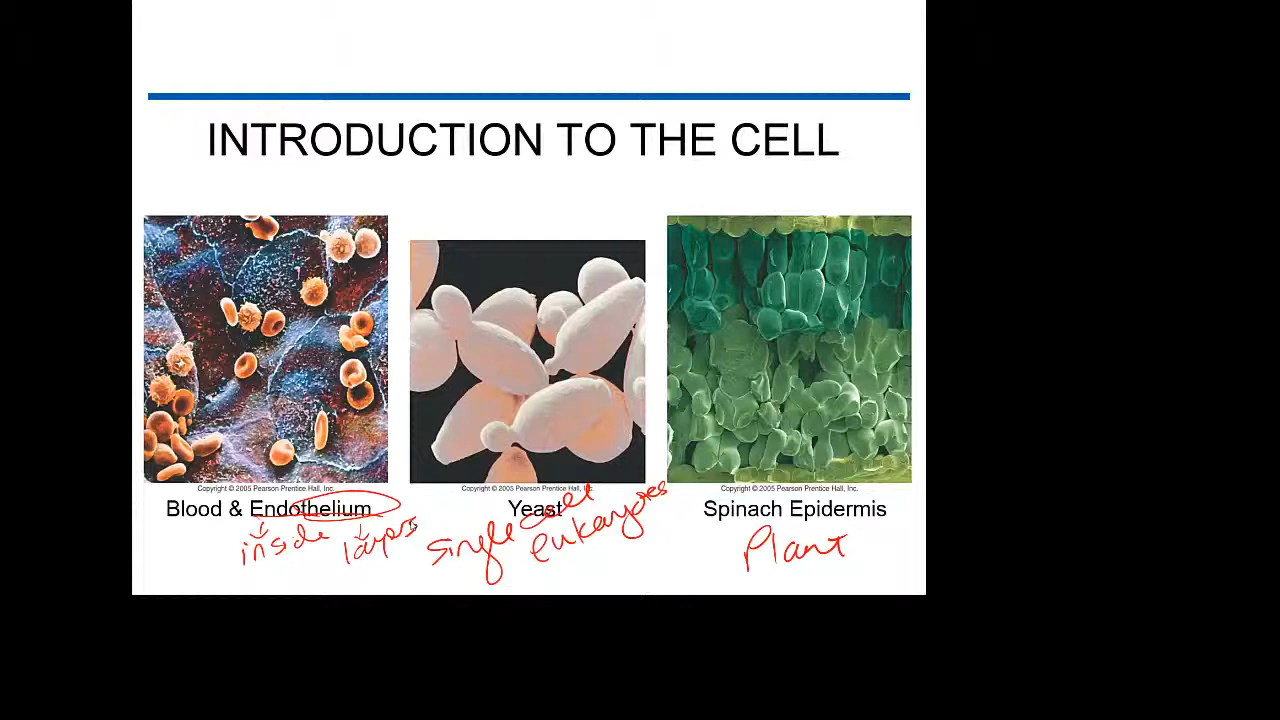 INTRODUCTION TO THE CELL
Copyright © 2005 Pearson Prentice Hall, Inc.
Copyright © 2005 Pearson Prentice Hall, Inc.
Copyright © 2005 Pearson Prentice Hall, Inc.
Blood & Endothelium
Yeast
Spinach Epidermis
inside layers
single cell
eukaryotes
Plant